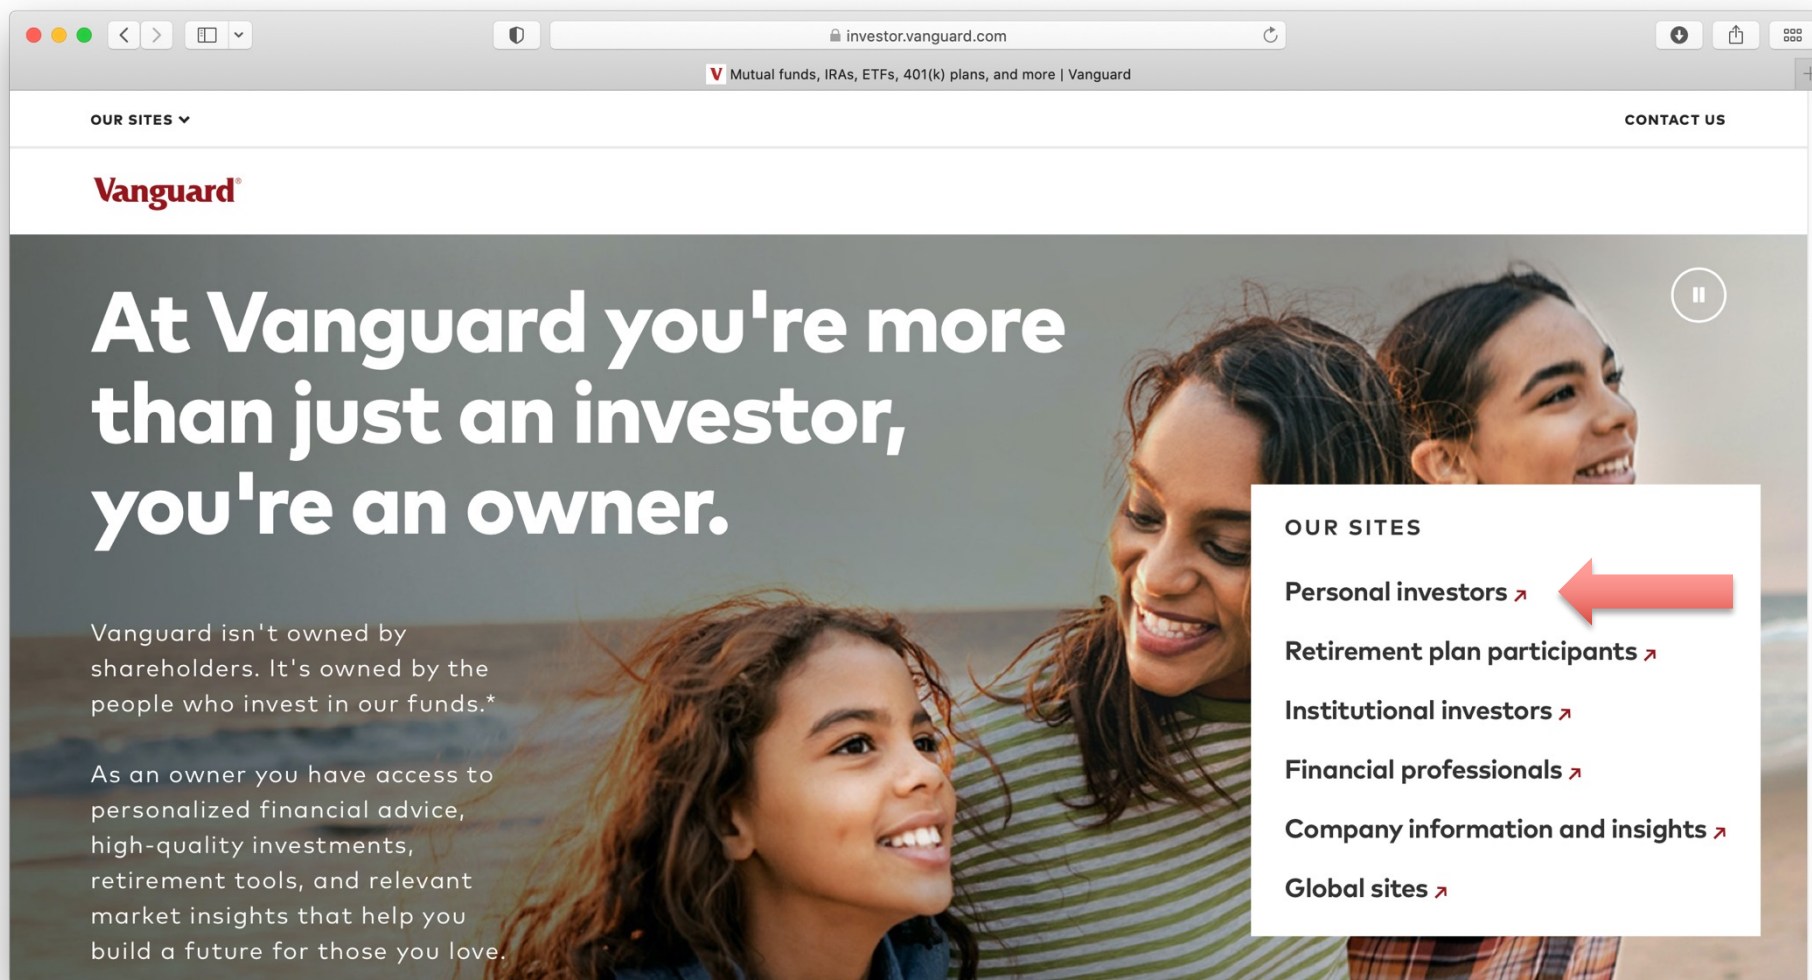 investor.vanguard.com
V Mutual funds, IRAs, ETFs, 401(k) plans, and more | Vanguard
OUR SITES
CONTACT US
Vanguard®
At Vanguard you're more
than just an investor,
you're an owner.
Vanguard isn't owned by
shareholders. It's owned by the
people who invest in our funds.*
As an owner you have access to
personalized financial advice,
high-quality investments,
retirement tools, and relevant
market insights that help you
build a future for those you love.
OUR SITES
Personal investors
Retirement plan participants
Institutional investors
Financial professionals
Company information and insights
Global sites